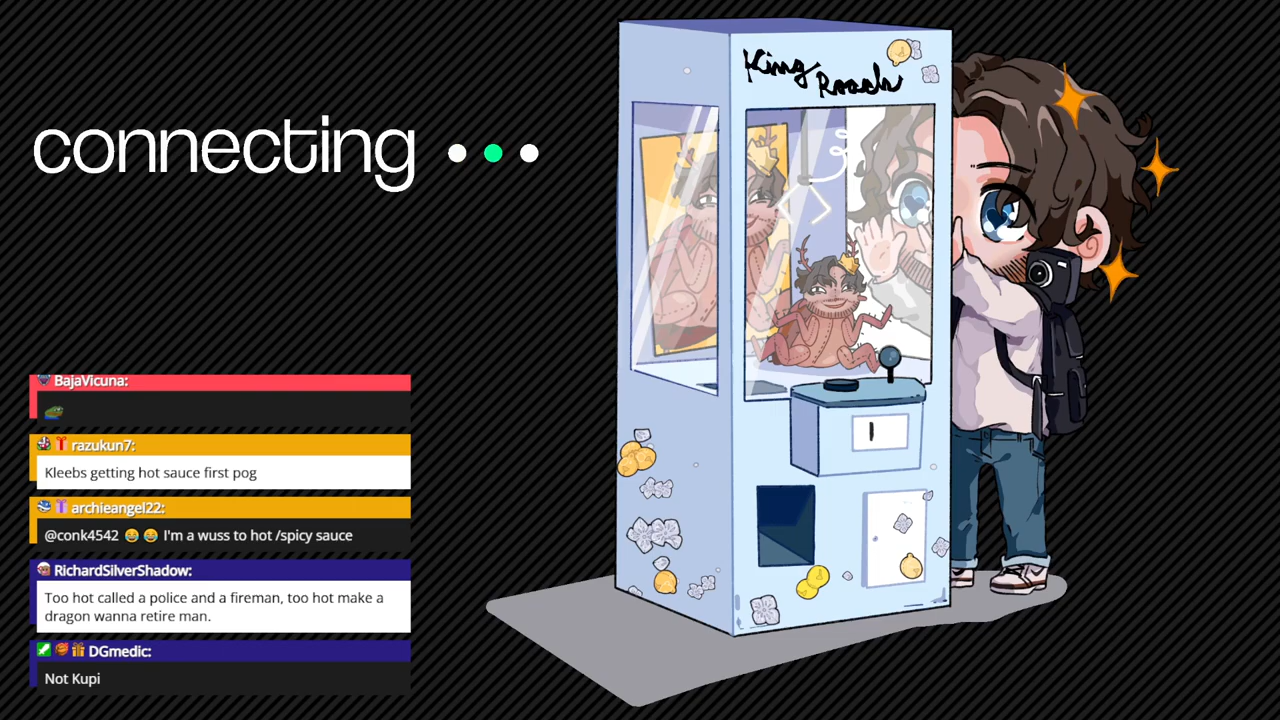 connecting
King
Roach
BajaVicuna:
razukun7:
Kleebs getting hot sauce first pog
archieangel22:
@conk4542 😂 😂 I'm a wuss to hot /spicy sauce
RichardSilverShadow:
Too hot called a police and a fireman, too hot make a
dragon wanna retire man.
DGmedic:
Not Kupi